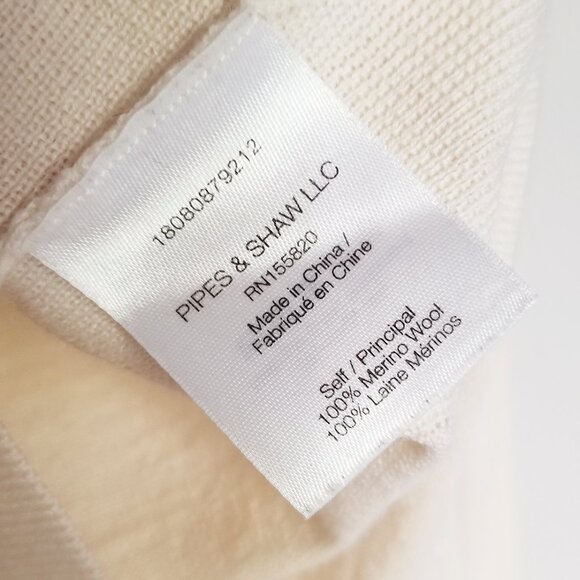 18080879212
PIPES & SHAW LLC
RN155820
Made in China /
Fabriqué en Chine
Self / Principal
100% Merino Wool
100% Laine Mérinos